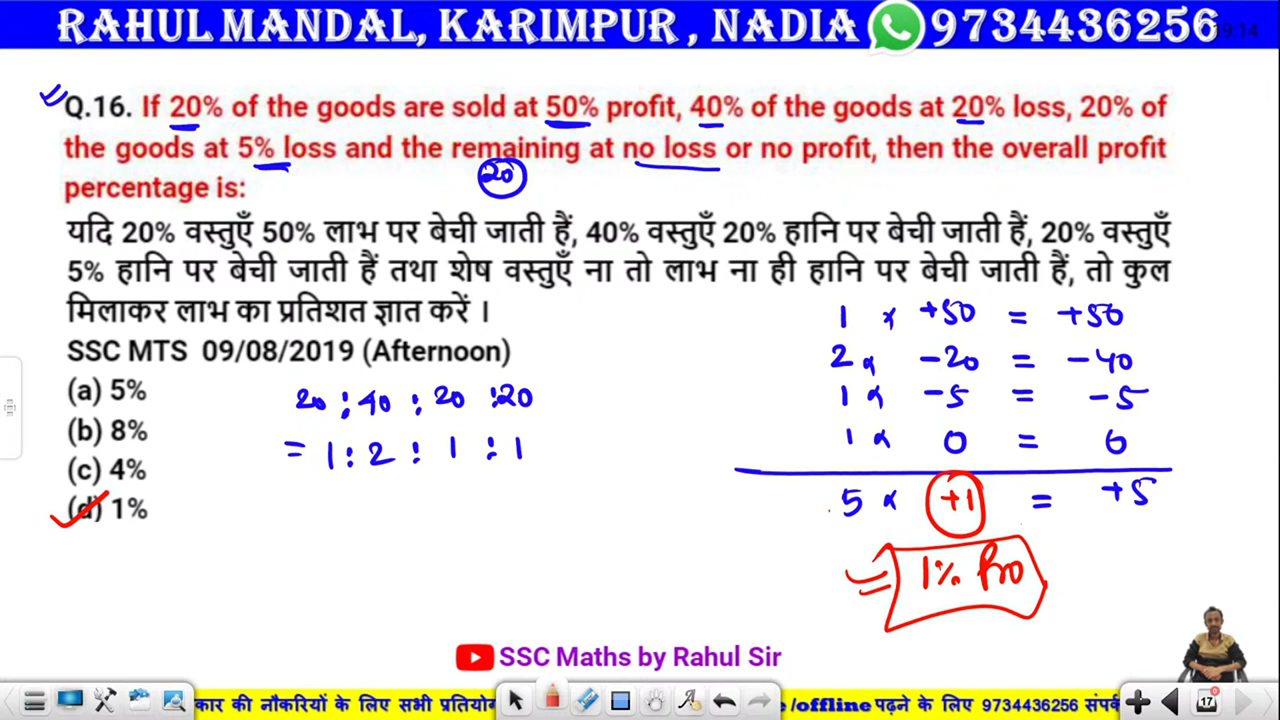 RAHUL MANDAL, KARIMPUR , NADIA 9734436256
Q.16. If 20% of the goods are sold at 50% profit, 40% of the goods at 20% loss, 20% of
the goods at 5% loss and the remaining at no loss or no profit, then the overall profit
20
percentage is:
यदि 20% वस्तुएँ 50% लाभ पर बेची जाती हैं, 40% वस्तुएँ 20% हानि पर बेची जाती हैं, 20% वस्तुएँ
5% हानि पर बेची जाती हैं तथा शेष वस्तुएँ ना तो लाभ ना ही हानि पर बेची जाती हैं, तो कुल
मिलाकर लाभ का प्रतिशत ज्ञात करें ।
SSC MTS 09/08/2019 (Afternoon)
(a) 5%
(b) 8%
(c) 4%
(d) 1%
20 : 40 : 20 : 20
= 1 : 2 : 1 : 1
1 × +50 = +50
2 × -20 = -40
1 × -5 = -5
1 × 0 = 0
5 × +1 = +5
= 1% Pro
SSC Maths by Rahul Sir
कार की नौकरियों के लिए सभी प्रतियो
/offline पढ़ने के लिए 9734436256 संपर्क